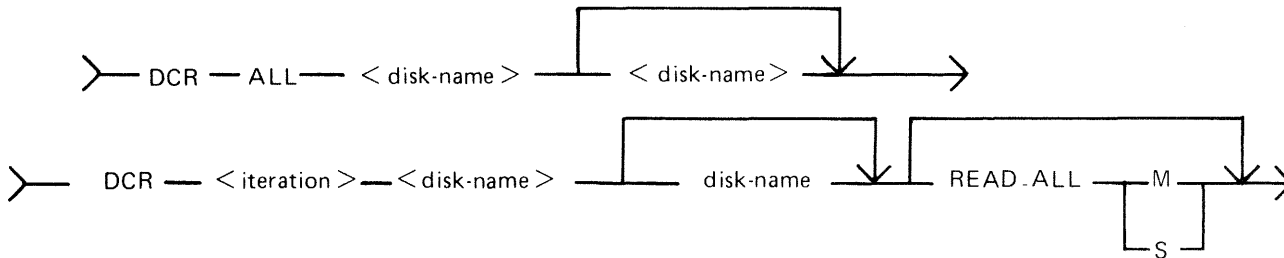 DCR ALL < disk-name > < disk-name >
DCR < iteration > < disk-name > disk-name READ_ALL M
S